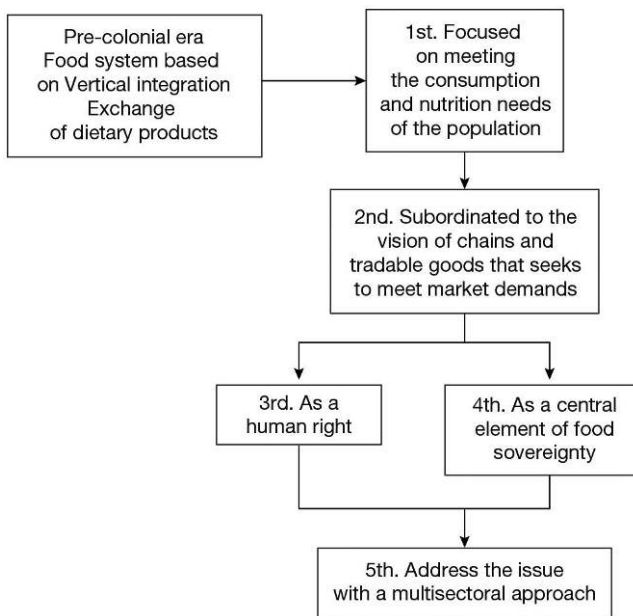 Pre-colonial era
Food system based
on Vertical integration
Exchange
of dietary products
1st. Focused
on meeting
the consumption
and nutrition needs
of the population
2nd. Subordinated to the
vision of chains and
tradable goods that seeks
to meet market demands
3rd. As a
human right
4th. As a central
element of food
sovereignty
5th. Address the issue
with a multisectoral approach